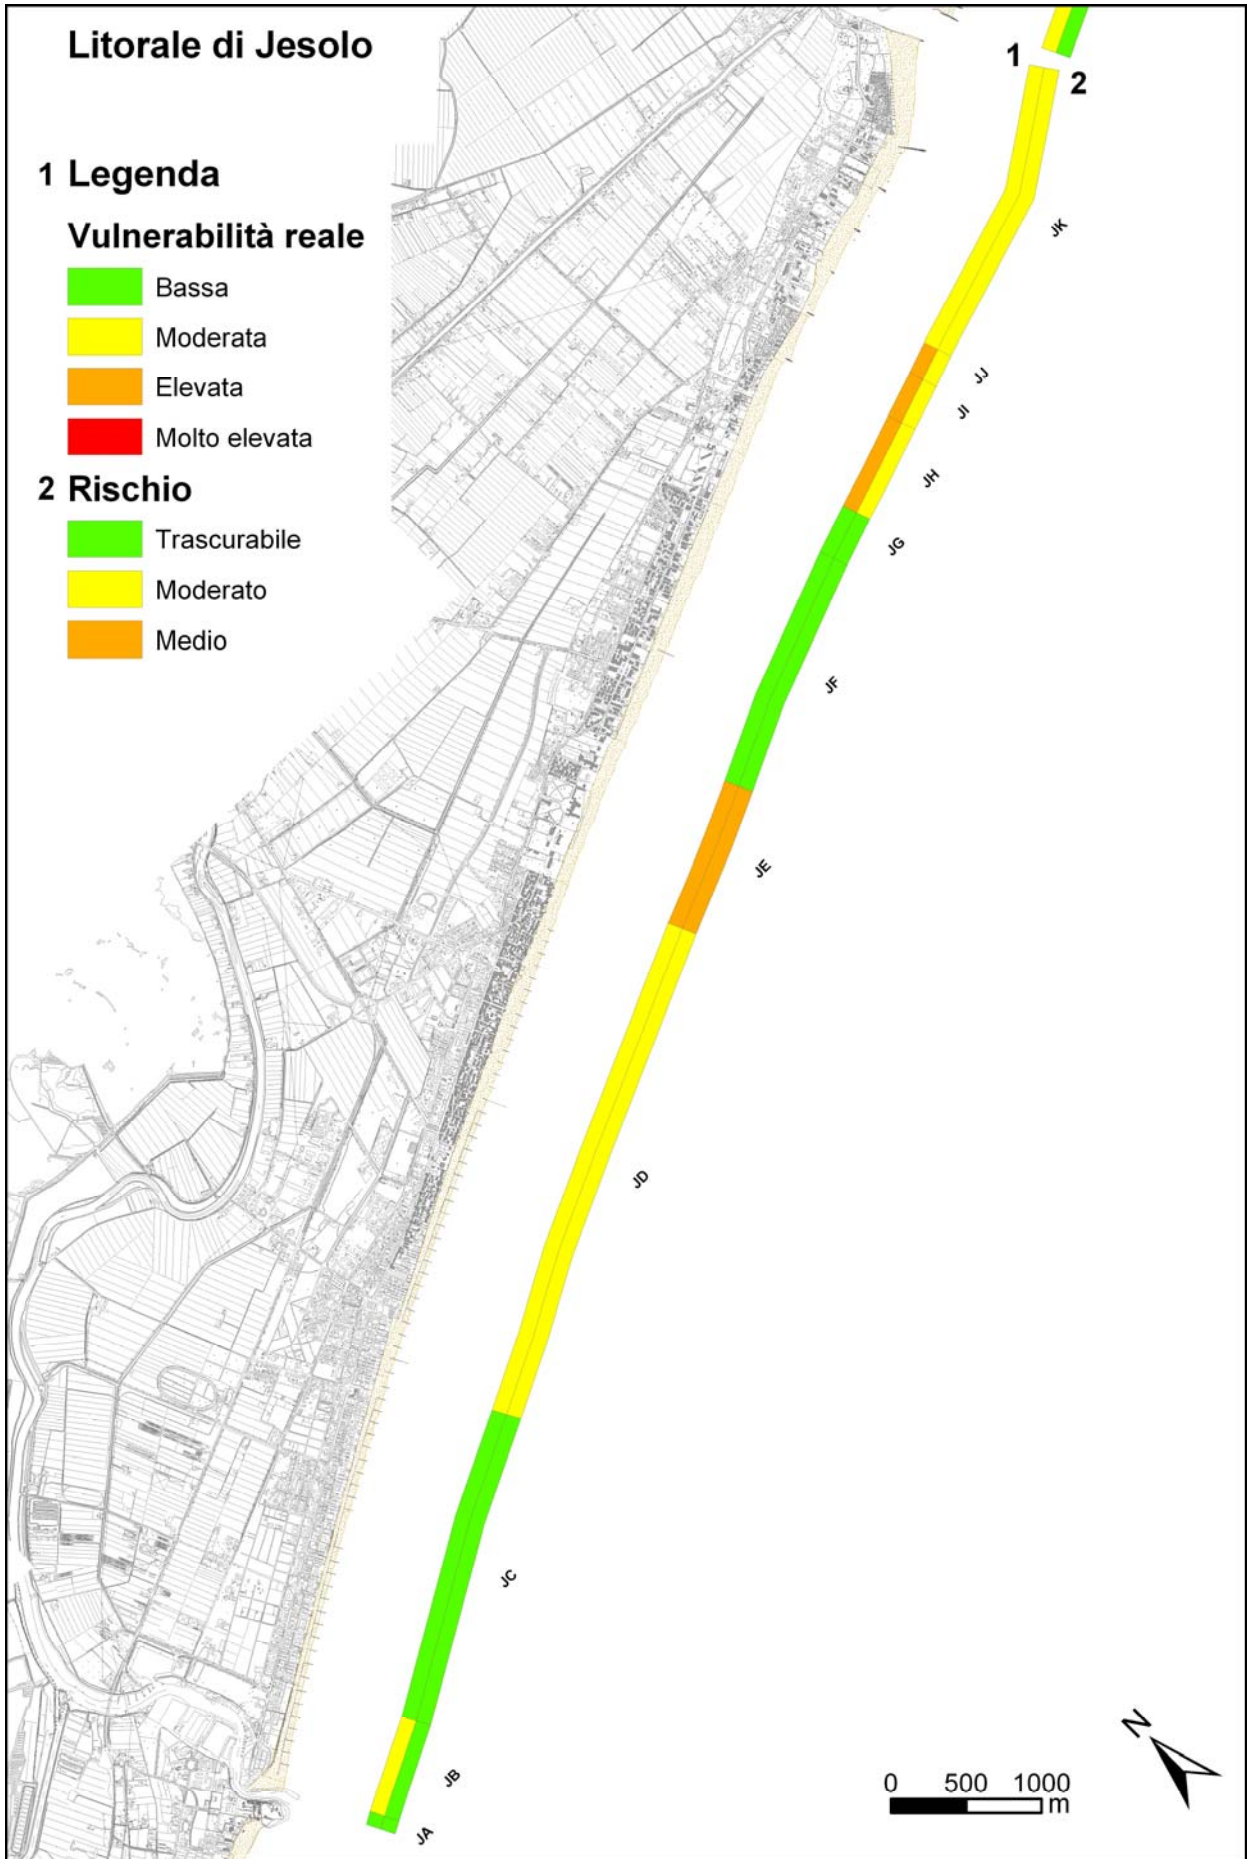 Litorale di Jesolo
1
2
1 Legenda
Vulnerabilità reale
Bassa
Moderata
Elevata
Molto elevata
2 Rischio
Trascurabile
Moderato
Medio
JK
JJ
JI
JH
JG
JF
JE
JD
JC
JB
JA
N
0 500 1000
m